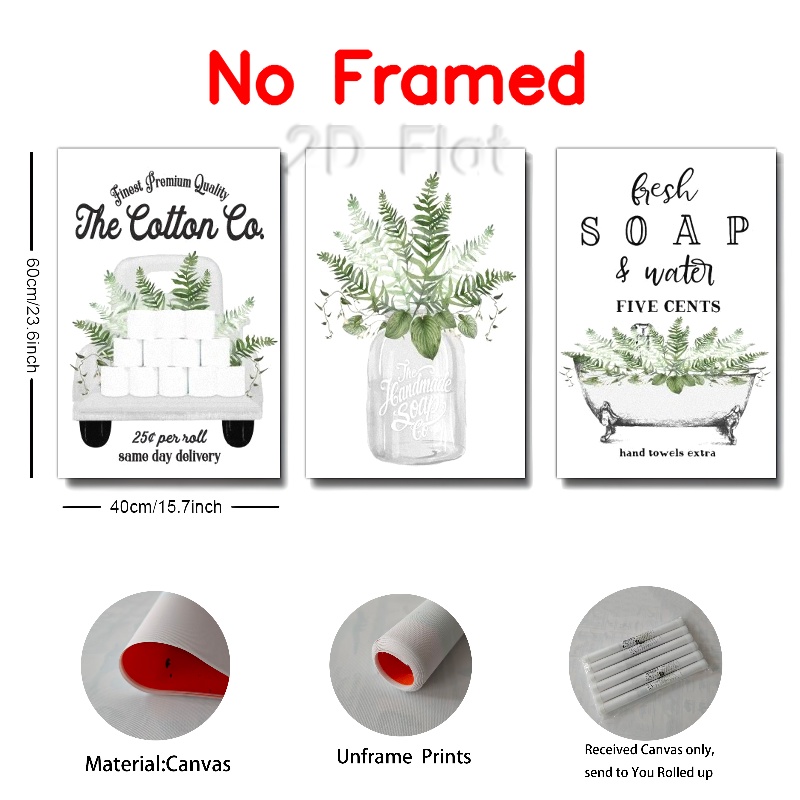 No Framed
2D Flat
Finest Premium Quality
The Cotton Co.
25¢ per roll
same day delivery
The
Handmade
Soap
Co
fresh
SOAP
& water
FIVE CENTS
hand towels extra
60cm/23.6inch
40cm/15.7inch
Material:Canvas
Unframe Prints
Received Canvas only,
send to You Rolled up